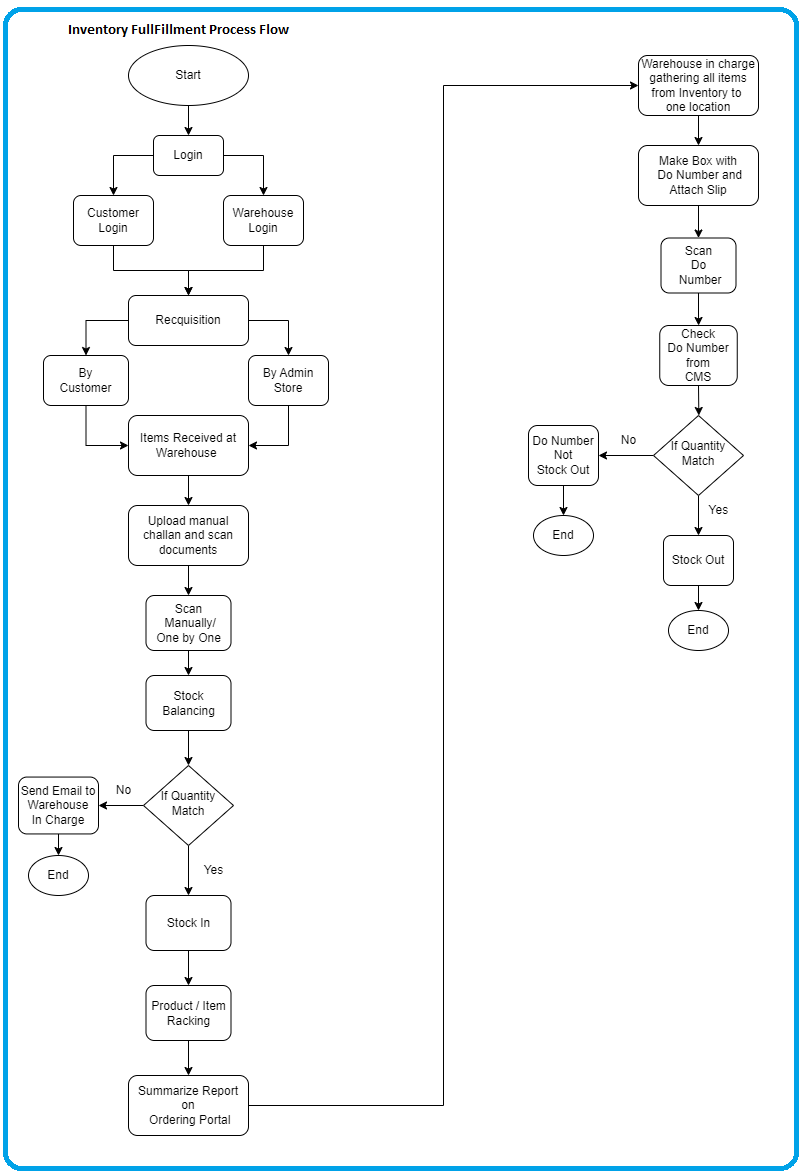 Inventory FullFillment Process Flow
Start
Login
Customer
Login
Warehouse
Login
Recquisition
By
Customer
By Admin
Store
Items Received at
Warehouse
Upload manual
challan and scan
documents
Scan
Manually/
One by One
Stock
Balancing
If Quantity
Match
No
Send Email to
Warehouse
In Charge
End
Yes
Stock In
Product / Item
Racking
Summarize Report
on
Ordering Portal
Warehouse in charge
gathering all items
from Inventory to
one location
Make Box with
Do Number and
Attach Slip
Scan
Do
Number
Check
Do Number
from
CMS
If Quantity
Match
No
Do Number
Not
Stock Out
End
Yes
Stock Out
End